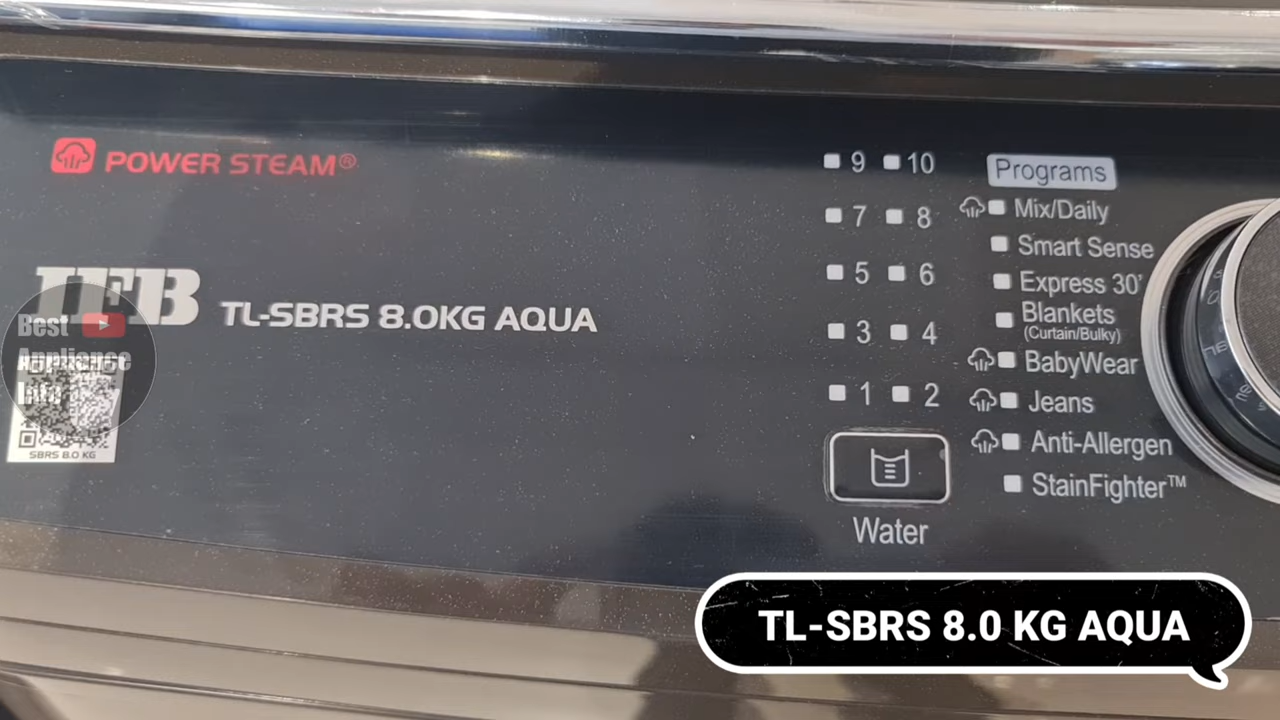 POWER STEAM®
IFB TL-SBRS 8.0KG AQUA
Best
Appliance
Info
SBRS 8.0 KG
9 10
7 8
5 6
3 4
1 2
Water
Programs
Mix/Daily
Smart Sense
Express 30'
Blankets
(Curtain/Bulky)
BabyWear
Jeans
Anti-Allergen
StainFighter™
TL-SBRS 8.0 KG AQUA